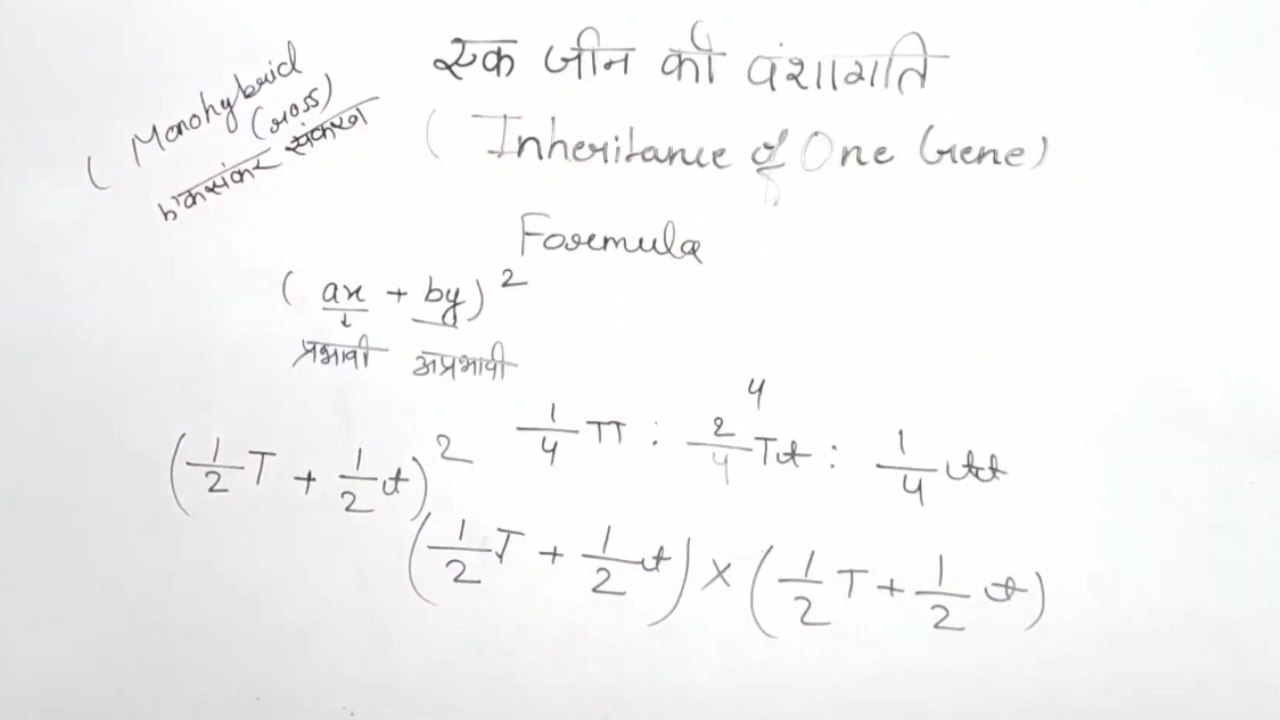 एक जीन की वंशागति
( Monohybrid
(cross)
संकरण
( Inheritance of One Gene)
Formula
( ax + by)²
↓
प्रभावी अप्रभावी
4
1/4 TT : 2/4 Tt : 1/4 tt
(1/2 T + 1/2 t)²
(1/2 T + 1/2 t) × (1/2 T + 1/2 t)